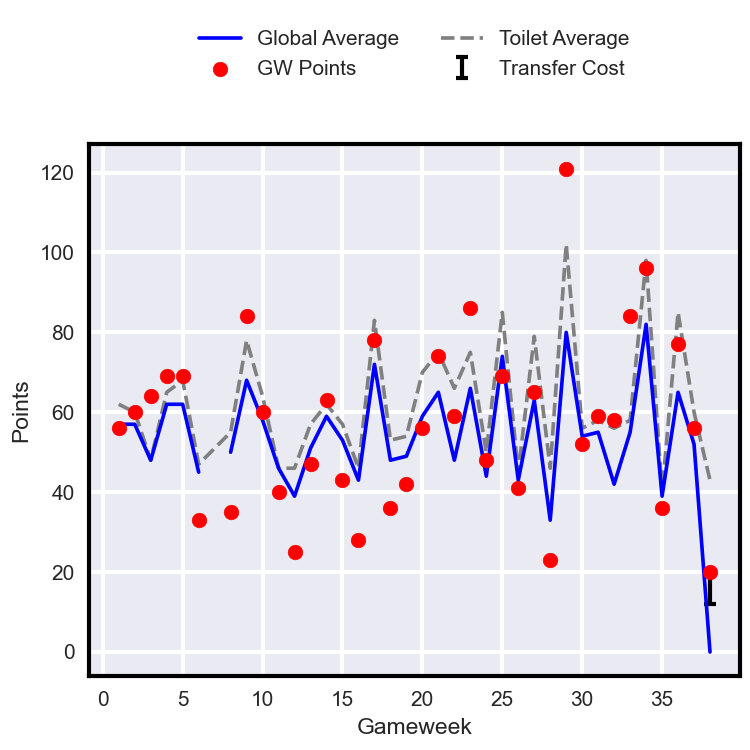 Global Average
Toilet Average
GW Points
Transfer Cost
120
100
80
60
40
20
0
Points
0 5 10 15 20 25 30 35
Gameweek